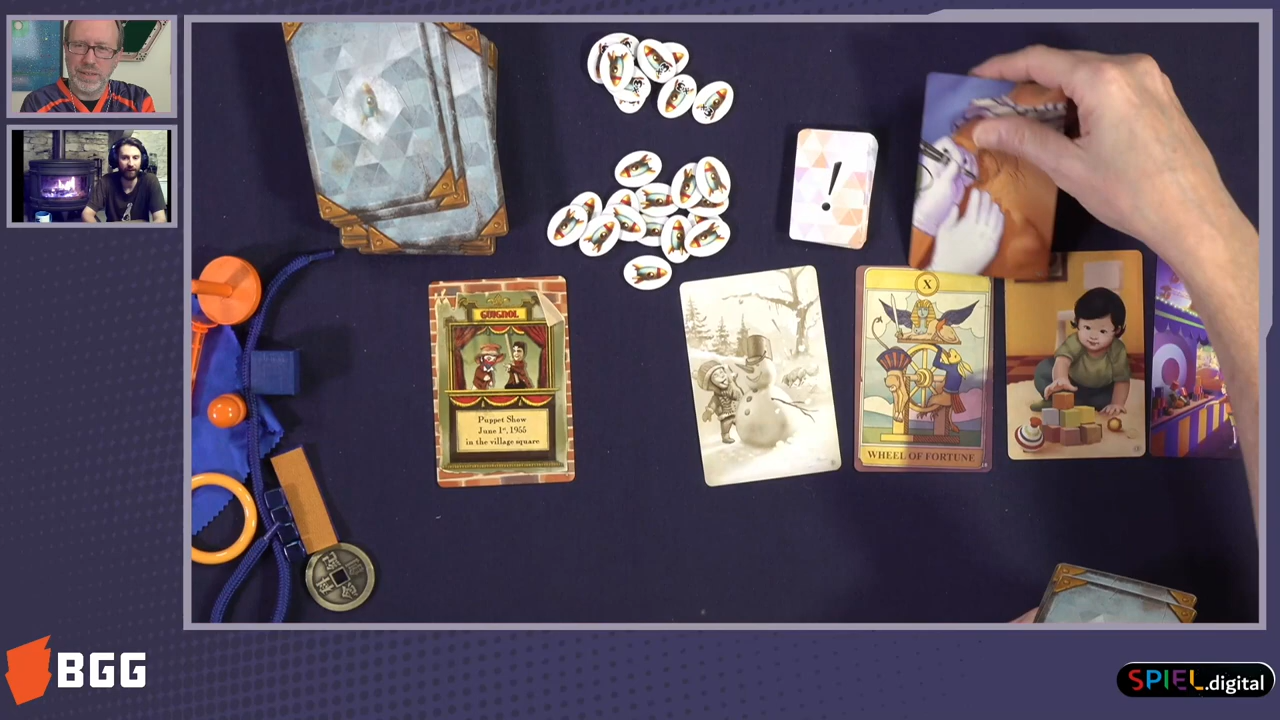 !
GUIGNOL
Puppet Show
June 1st, 1955
in the village square
X
WHEEL OF FORTUNE
BGG
SPIEL.digital